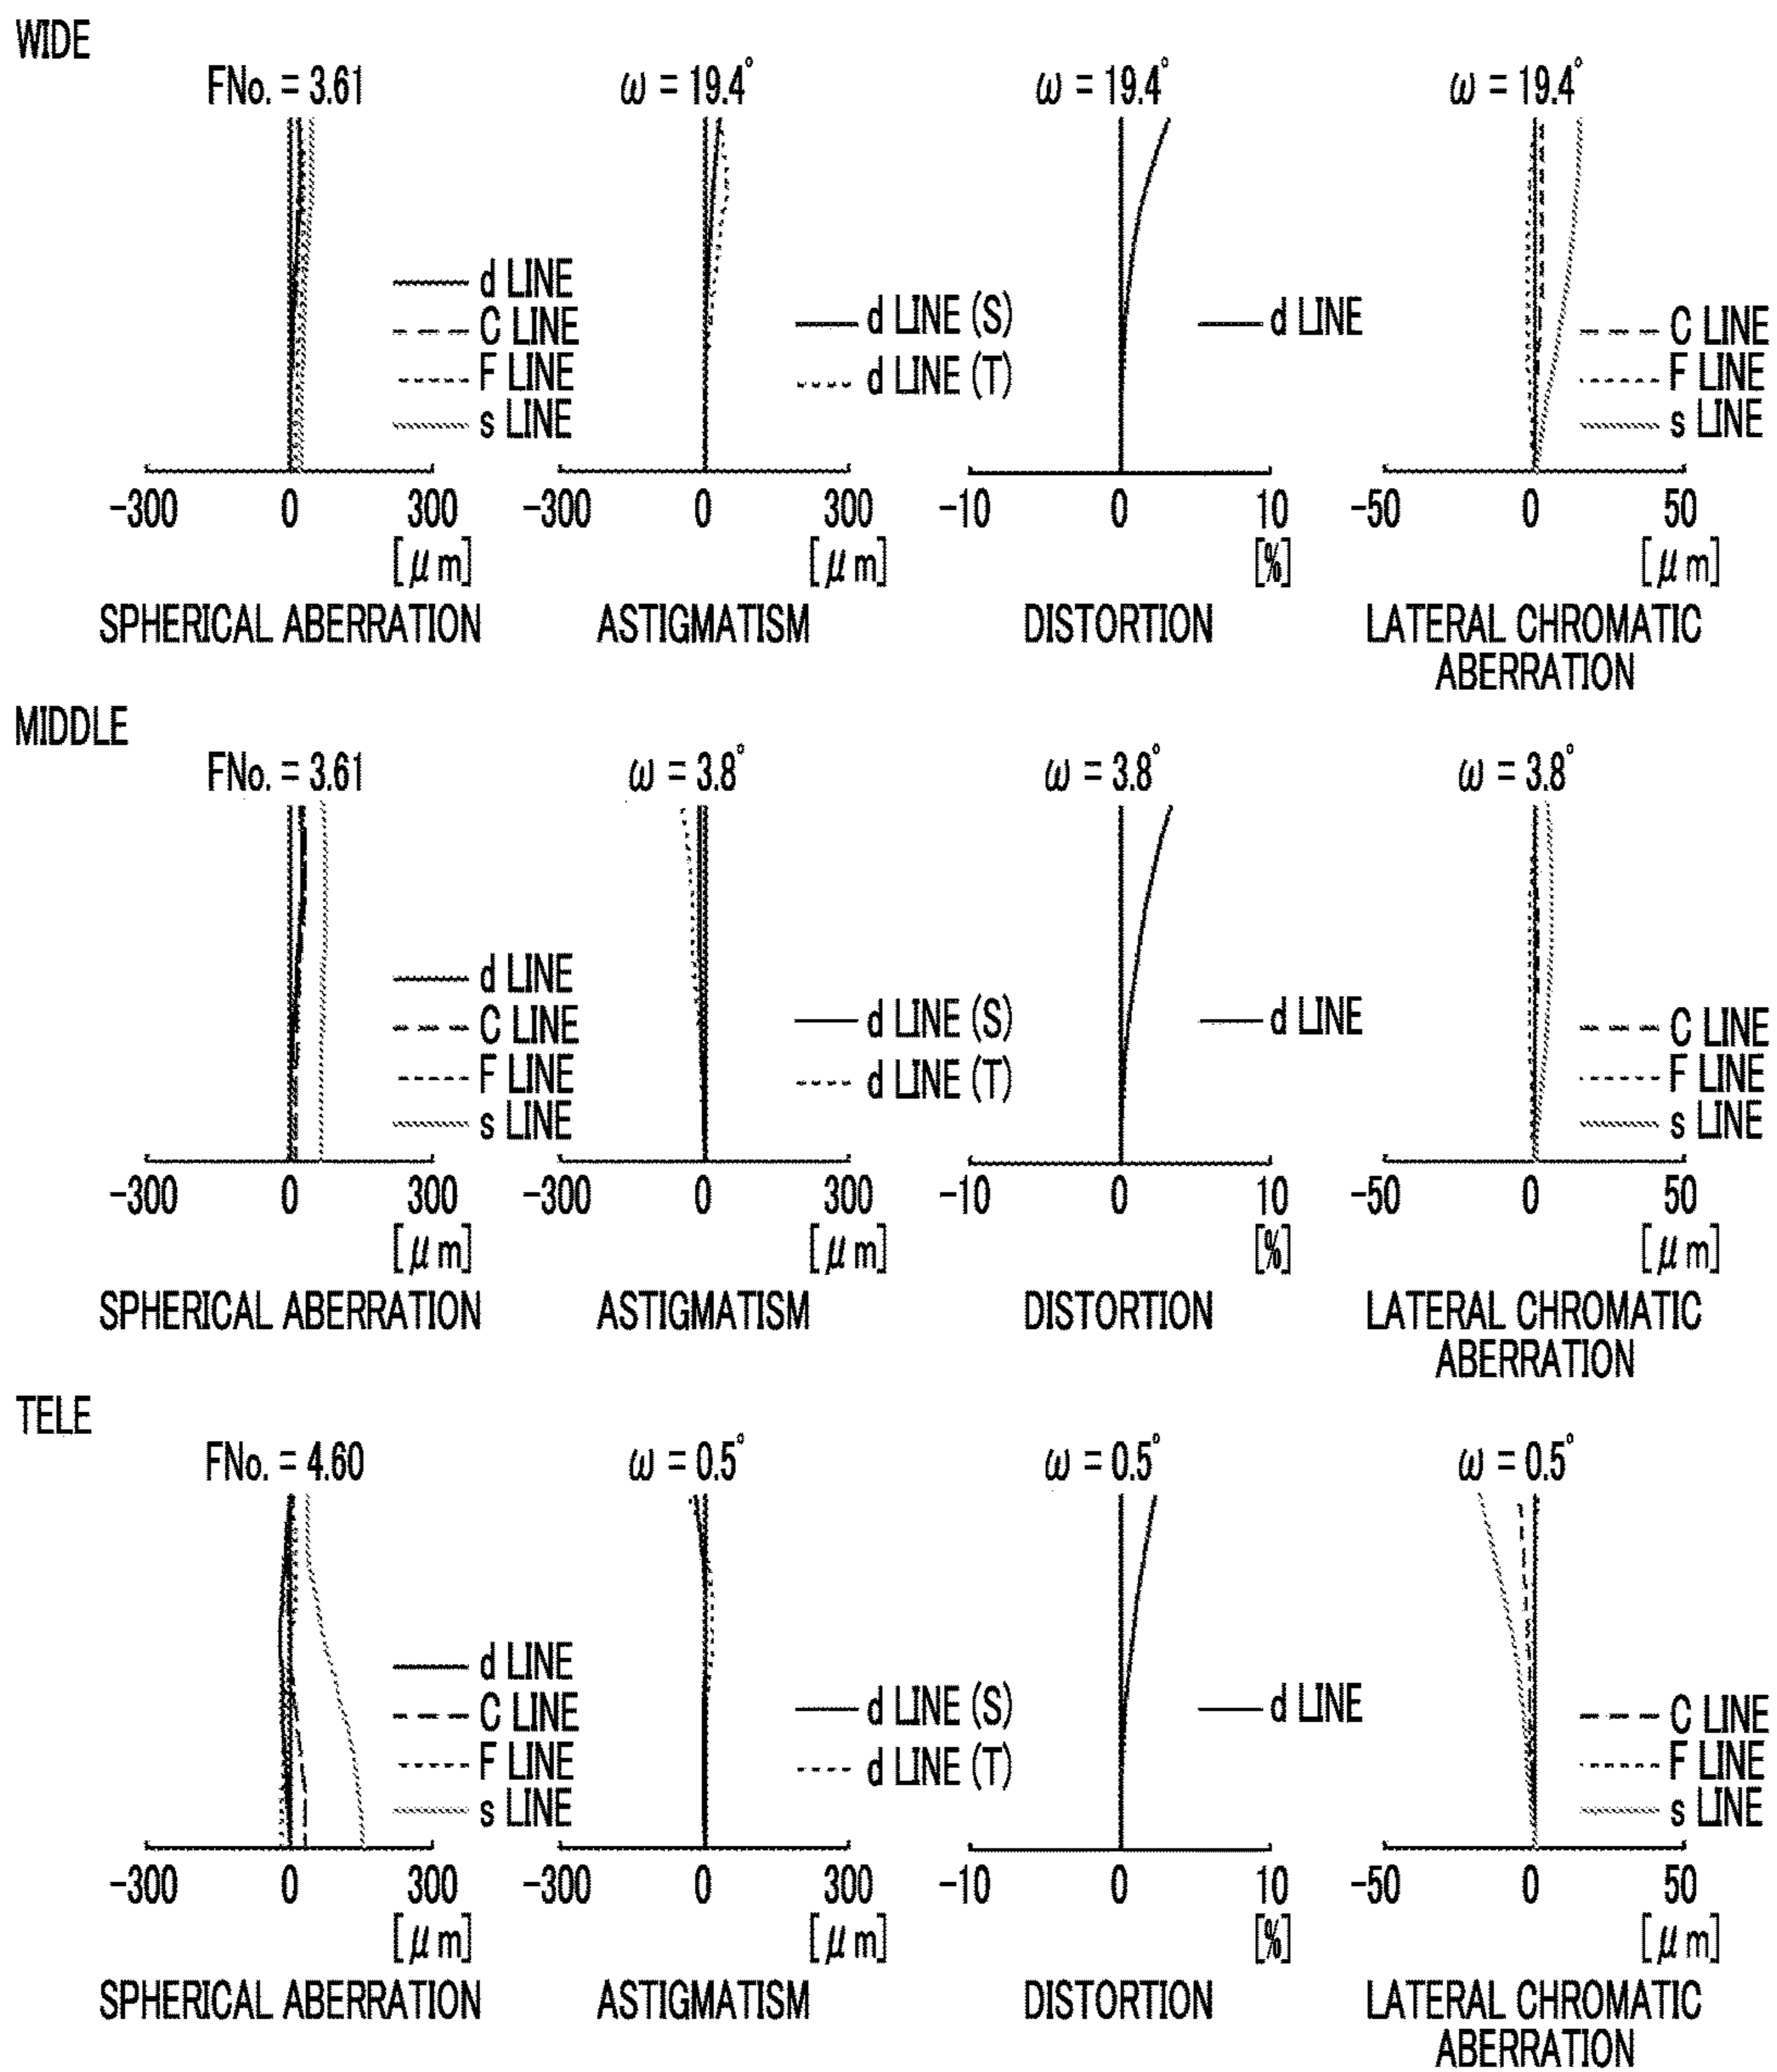 WIDE
FNo. = 3.61
ω = 19.4°
ω = 19.4°
ω = 19.4°
d LINE
C LINE
F LINE
s LINE
d LINE (S)
d LINE (T)
d LINE
C LINE
F LINE
s LINE
-300 0 300
[μm]
SPHERICAL ABERRATION
-300 0 300
[μm]
ASTIGMATISM
-10 0 10
[%]
DISTORTION
-50 0 50
[μm]
LATERAL CHROMATIC
ABERRATION
MIDDLE
FNo. = 3.61
ω = 3.8°
ω = 3.8°
ω = 3.8°
d LINE
C LINE
F LINE
s LINE
d LINE (S)
d LINE (T)
d LINE
C LINE
F LINE
s LINE
-300 0 300
[μm]
SPHERICAL ABERRATION
-300 0 300
[μm]
ASTIGMATISM
-10 0 10
[%]
DISTORTION
-50 0 50
[μm]
LATERAL CHROMATIC
ABERRATION
TELE
FNo. = 4.60
ω = 0.5°
ω = 0.5°
ω = 0.5°
d LINE
C LINE
F LINE
s LINE
d LINE (S)
d LINE (T)
d LINE
C LINE
F LINE
s LINE
-300 0 300
[μm]
SPHERICAL ABERRATION
-300 0 300
[μm]
ASTIGMATISM
-10 0 10
[%]
DISTORTION
-50 0 50
[μm]
LATERAL CHROMATIC
ABERRATION